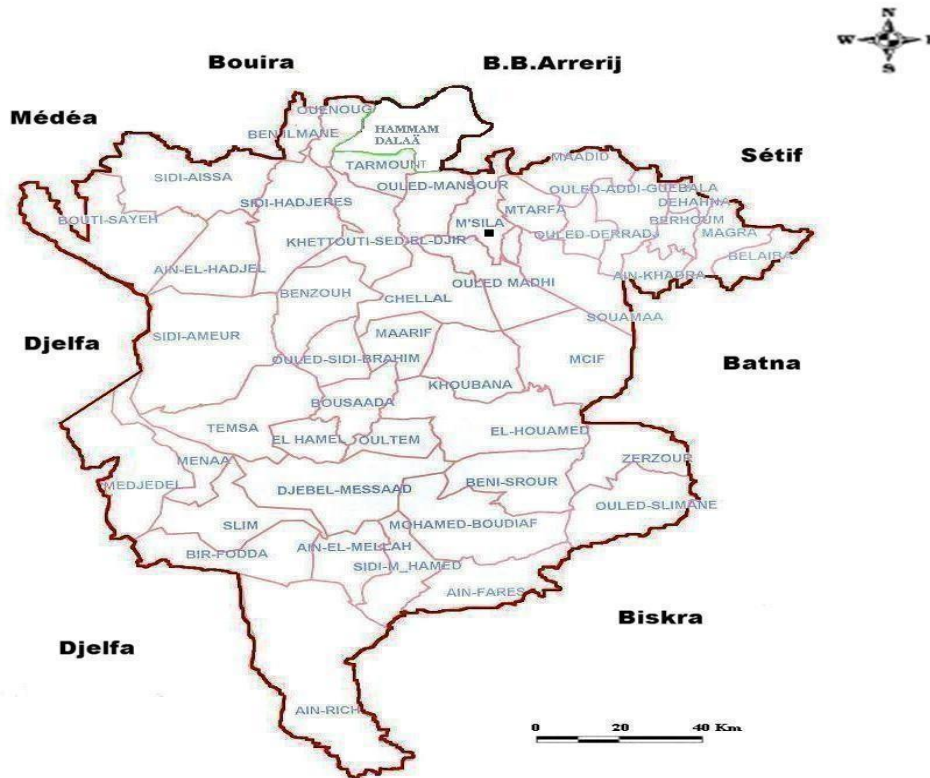 N
W
S
Bouira
B.B.Arrerij
Médéa
Sétif
OUENOUG
HAMMAM
DALAÄ
BENIILMANE
TARMOUNT
MAADID
SIDI-AISSA
OULED-MANSOUR
OULED-ADDI-GUEBALA
DEHAHNA
SIDI-HADJERES
MTARFA
BOUTI-SAYEH
M'SILA
BERHOUM
OULED-DERRADJ
MAGRA
KHETTOUTI-SED-EL-DJIR
BELAIBA
AIN-EL-HADJEL
AIN-KHADRA
OULED MADHI
BENZOUH
CHELLAL
SOUAMAA
Djelfa
SIDI-AMEUR
MAARIF
OULED-SIDI-BRAHIM
MCIF
Batna
KHOUBANA
BOUSAADA
TEMSA
EL HAMEL
OULTEM
EL-HOUAMED
MENAA
ZERZOUR
MEDJEDEL
DJEBEL-MESSAAD
BENI-SROUR
OULED-SLIMANE
SLIM
MOHAMED-BOUDIAF
BIR-FODDA
AIN-EL-MELLAH
SIDI-M_HAMED
AIN-FARES
Biskra
Djelfa
AIN-RICH
0 20 40 Km